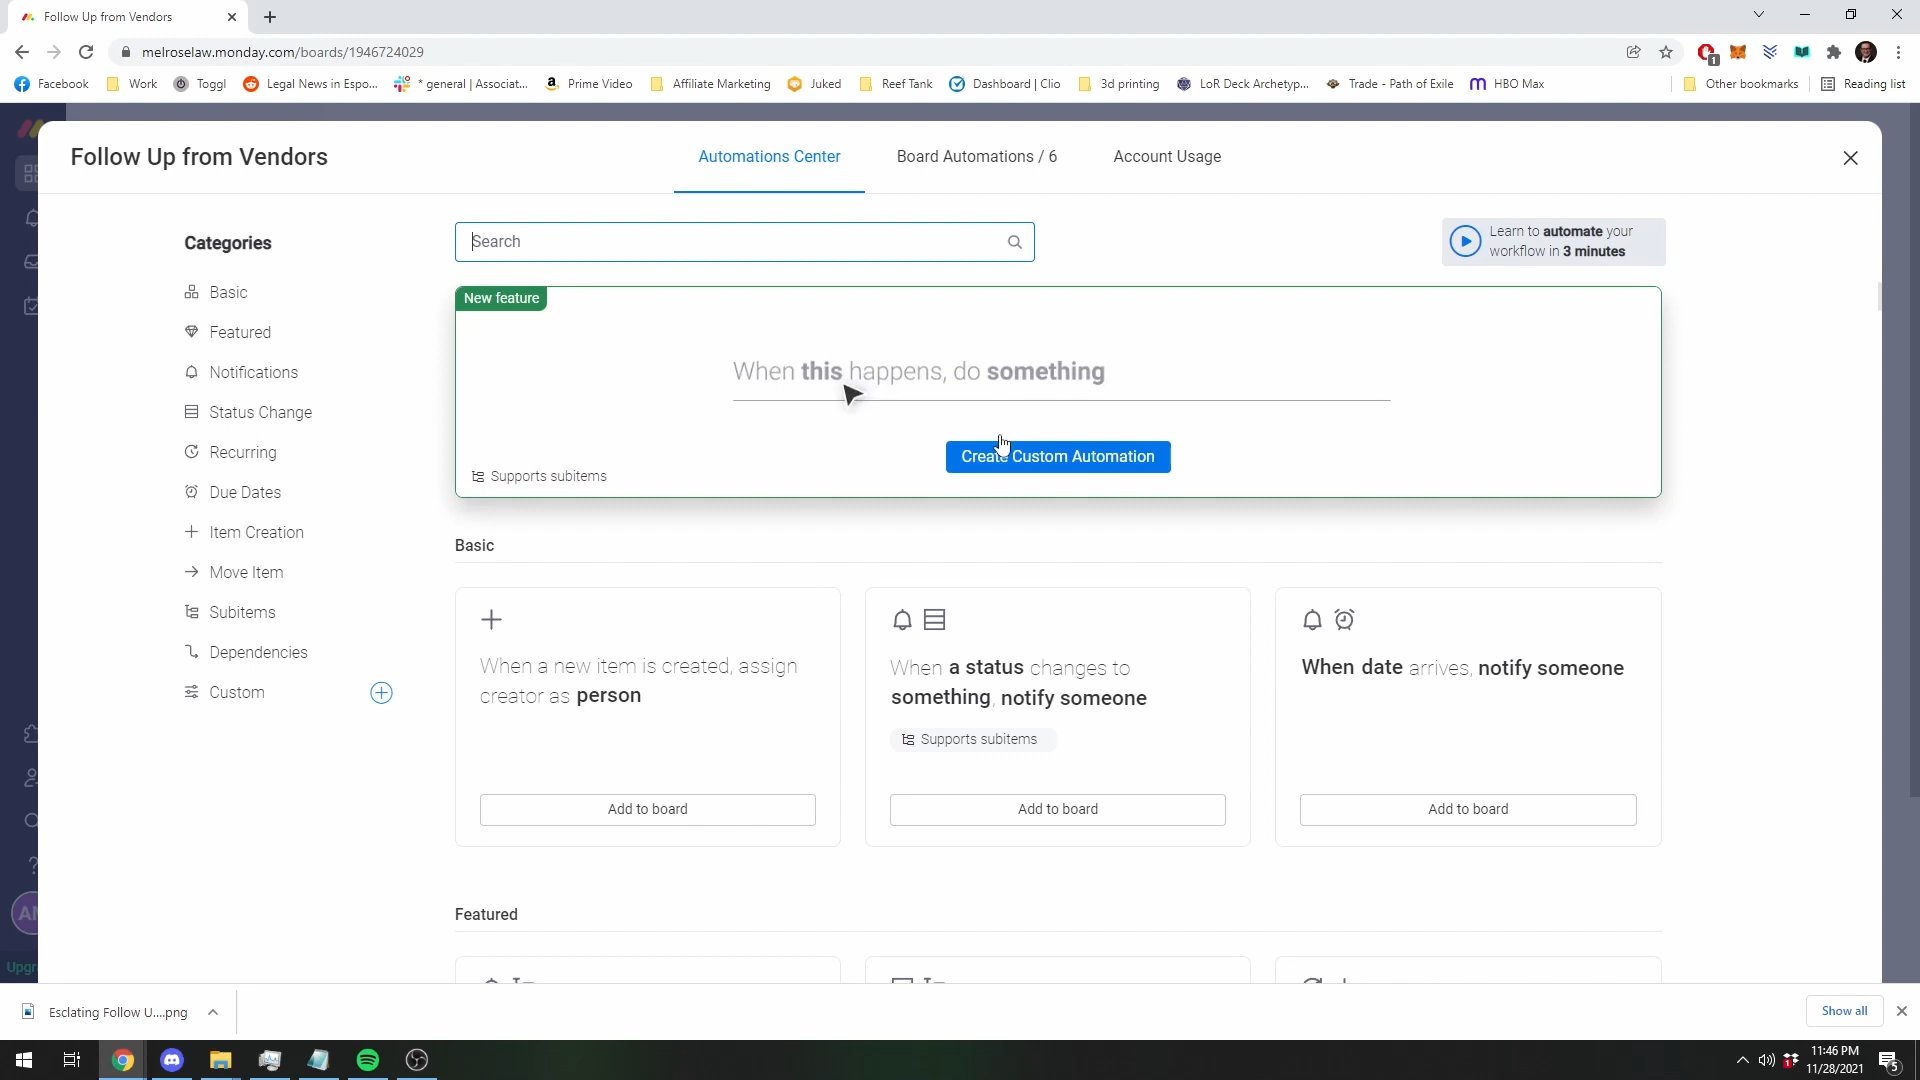 Follow Up from Vendors
melroselaw.monday.com/boards/1946724029
1
Facebook
Work
Toggl
Legal News in Espo...
* general | Associat...
Prime Video
Affiliate Marketing
Juked
Reef Tank
Dashboard | Clio
3d printing
LoR Deck Archetyp...
Trade - Path of Exile
HBO Max
Other bookmarks
Reading list
Follow Up from Vendors
Automations Center
Board Automations / 6
Account Usage
Categories
Basic
Featured
Notifications
Status Change
Recurring
Due Dates
Item Creation
Move Item
Subitems
Dependencies
Custom
Search
Learn to automate your
workflow in 3 minutes
New feature
When this happens, do something
Create Custom Automation
Supports subitems
Basic
When a new item is created, assign
creator as person
Add to board
When a status changes to
something, notify someone
Supports subitems
Add to board
When date arrives, notify someone
Add to board
Featured
AM
Upgr
Esclating Follow U....png
Show all
11:46 PM
11/28/2021
1
5